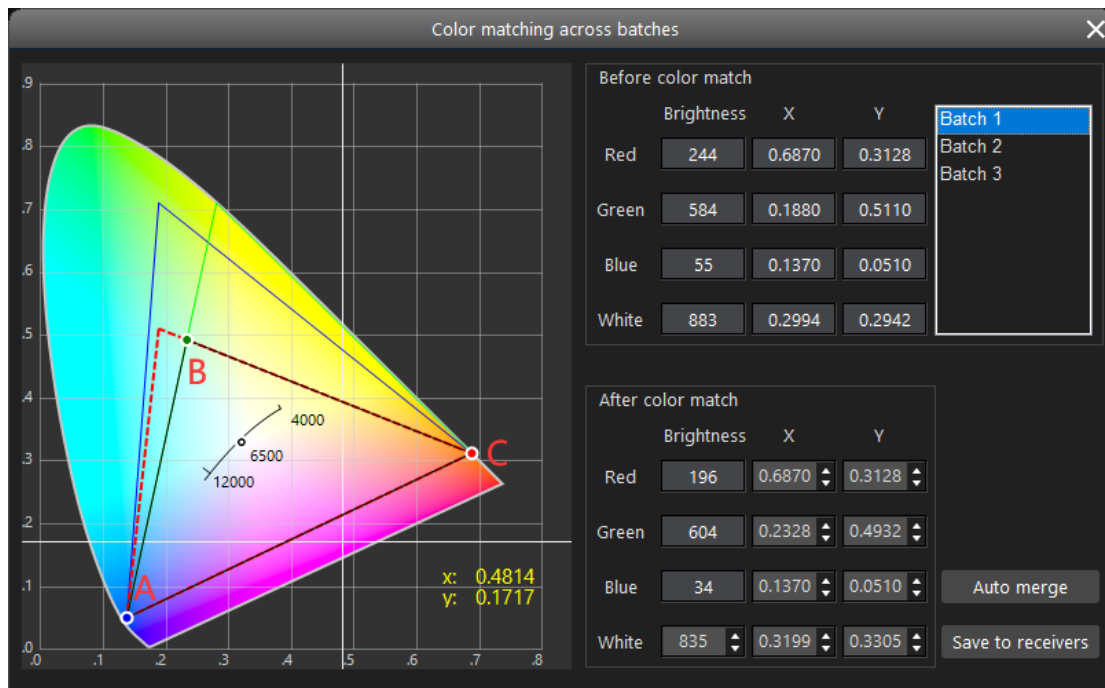 Color matching across batches
.9
.8
.7
.6
.5
.4
.3
.2
.1
.0
.0 .1 .2 .3 .4 .5 .6 .7 .8
B
C
A
4000
6500
12000
x: 0.4814
y: 0.1717
Before color match
Brightness X Y
Red 244 0.6870 0.3128
Green 584 0.1880 0.5110
Blue 55 0.1370 0.0510
White 883 0.2994 0.2942
Batch 1
Batch 2
Batch 3
After color match
Brightness X Y
Red 196 0.6870 0.3128
Green 604 0.2328 0.4932
Blue 34 0.1370 0.0510
White 835 0.3199 0.3305
Auto merge
Save to receivers